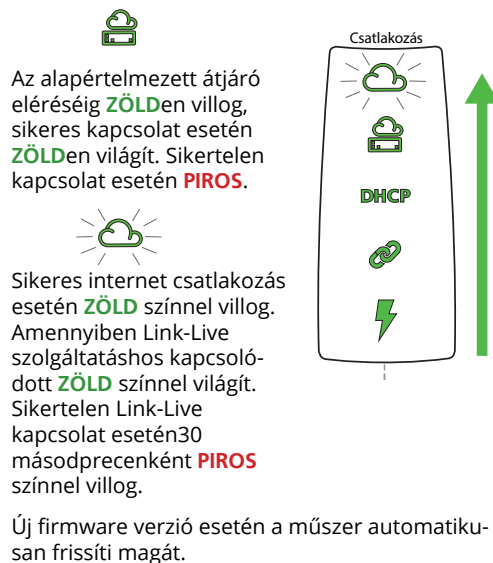 Az alapértelmezett átjáró
eléréséig ZÖLDen villog,
sikeres kapcsolat esetén
ZÖLDen világít. Sikertelen
kapcsolat esetén PIROS.
Sikeres internet csatlakozás
esetén ZÖLD színnel villog.
Amennyiben Link-Live
szolgáltatáshos kapcsoló-
dott ZÖLD színnel világít.
Sikertelen Link-Live
kapcsolat esetén30
másodprecenként PIROS
színnel villog.
Csatlakozás
DHCP
Új firmware verzió esetén a műszer automatiku-
san frissíti magát.